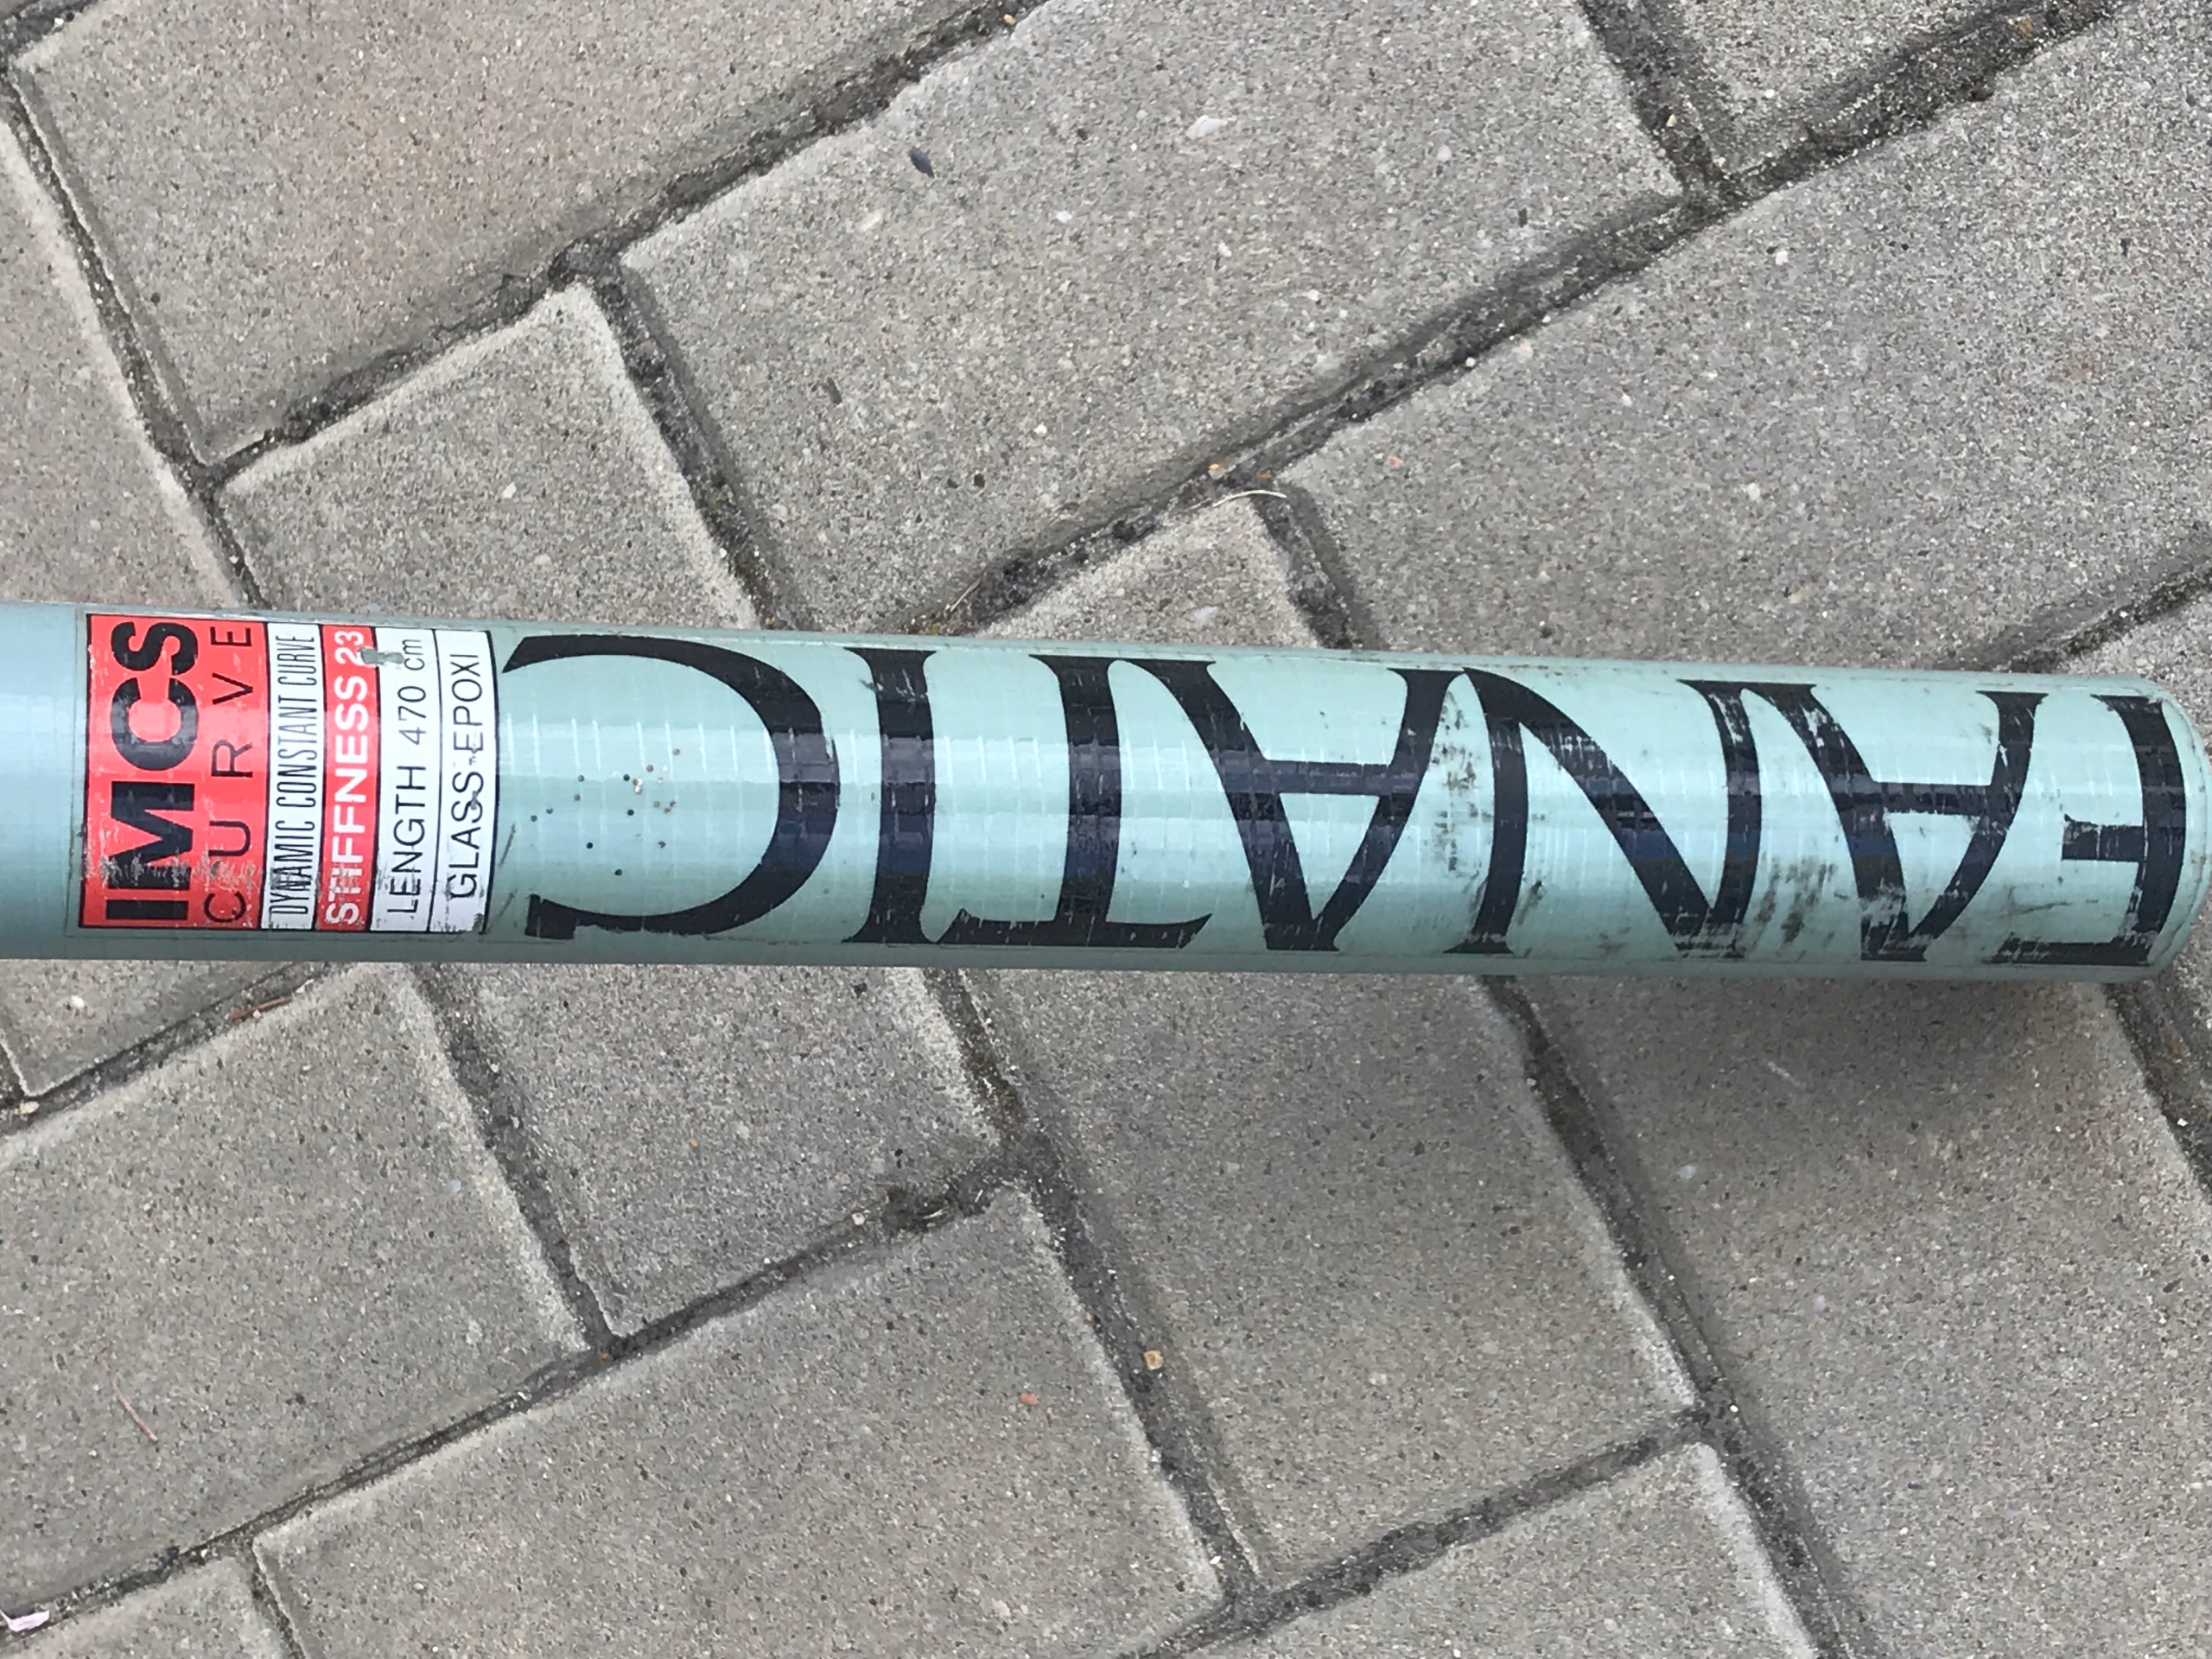 FANATIC
IMCS
CURVE
DYNAMIC CONSTANT CURVE
STIFFNESS 23
LENGTH 470 cm
GLASS-EPOXI